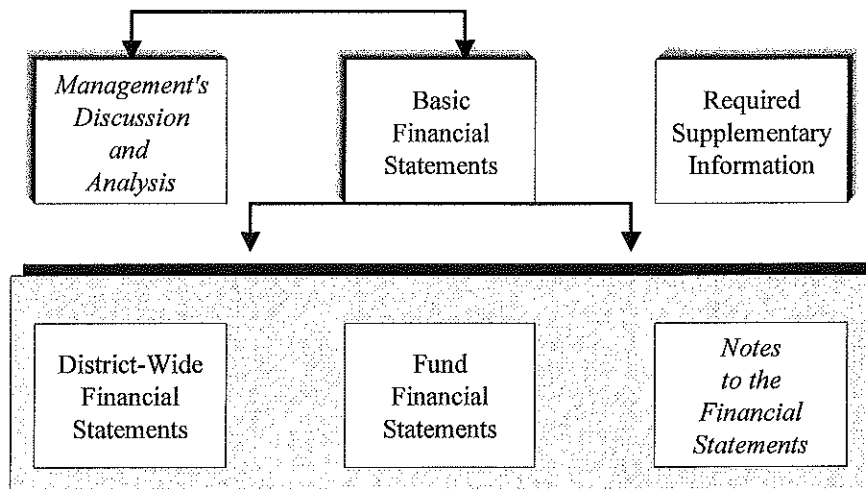 Management's
Discussion
and
Analysis
Basic
Financial
Statements
Required
Supplementary
Information
District-Wide
Financial
Statements
Fund
Financial
Statements
Notes
to the
Financial
Statements